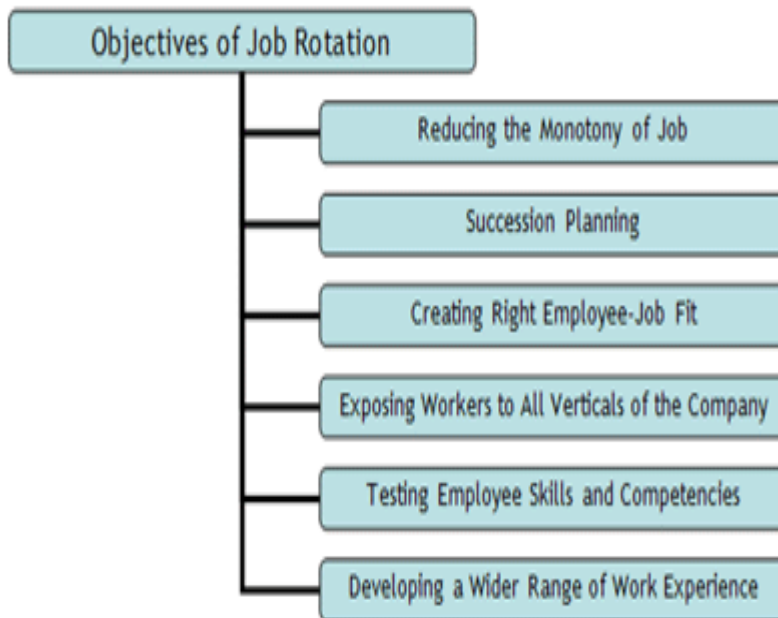 Objectives of Job Rotation
Reducing the Monotony of Job
Succession Planning
Creating Right Employee-Job Fit
Exposing Workers to All Verticals of the Company
Testing Employee Skills and Competencies
Developing a Wider Range of Work Experience